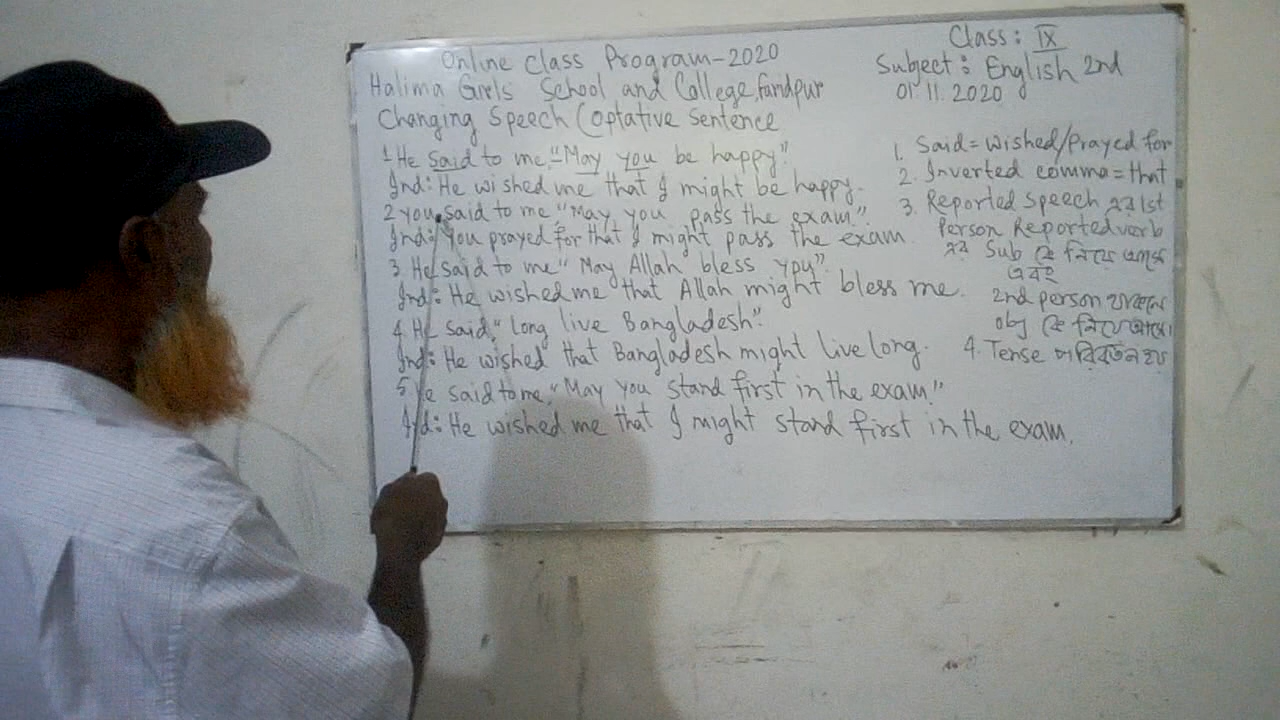 Online Class Program-2020
Halima Girls School and College, Faridpur
Changing Speech (Optative Sentence
1 He said to me, "May you be happy"
Ind: He wished me that I might be happy.
2 you said to me "May you pass the exam".
Ind: You prayed for that I might pass the exam
3 He said to me "May Allah bless you".
Ind: He wished me that Allah might bless me.
4 He said, "long live Bangladesh".
Ind: He wished that Bangladesh might live long.
5 He said to me, "May you stand first in the exam."
Ind: He wished me that I might stand first in the exam.
Class: IX
Subject: English 2nd
01.11.2020
1. Said = wished/Prayed for
2. Inverted comma = that
3. Reported speech এর 1st
Person Reported verb
এর Sub কে নিয়ে আসে
এবং
2nd person থাকলে
obj কে নিয়ে আসে।
4. Tense পরিবর্তন হয়